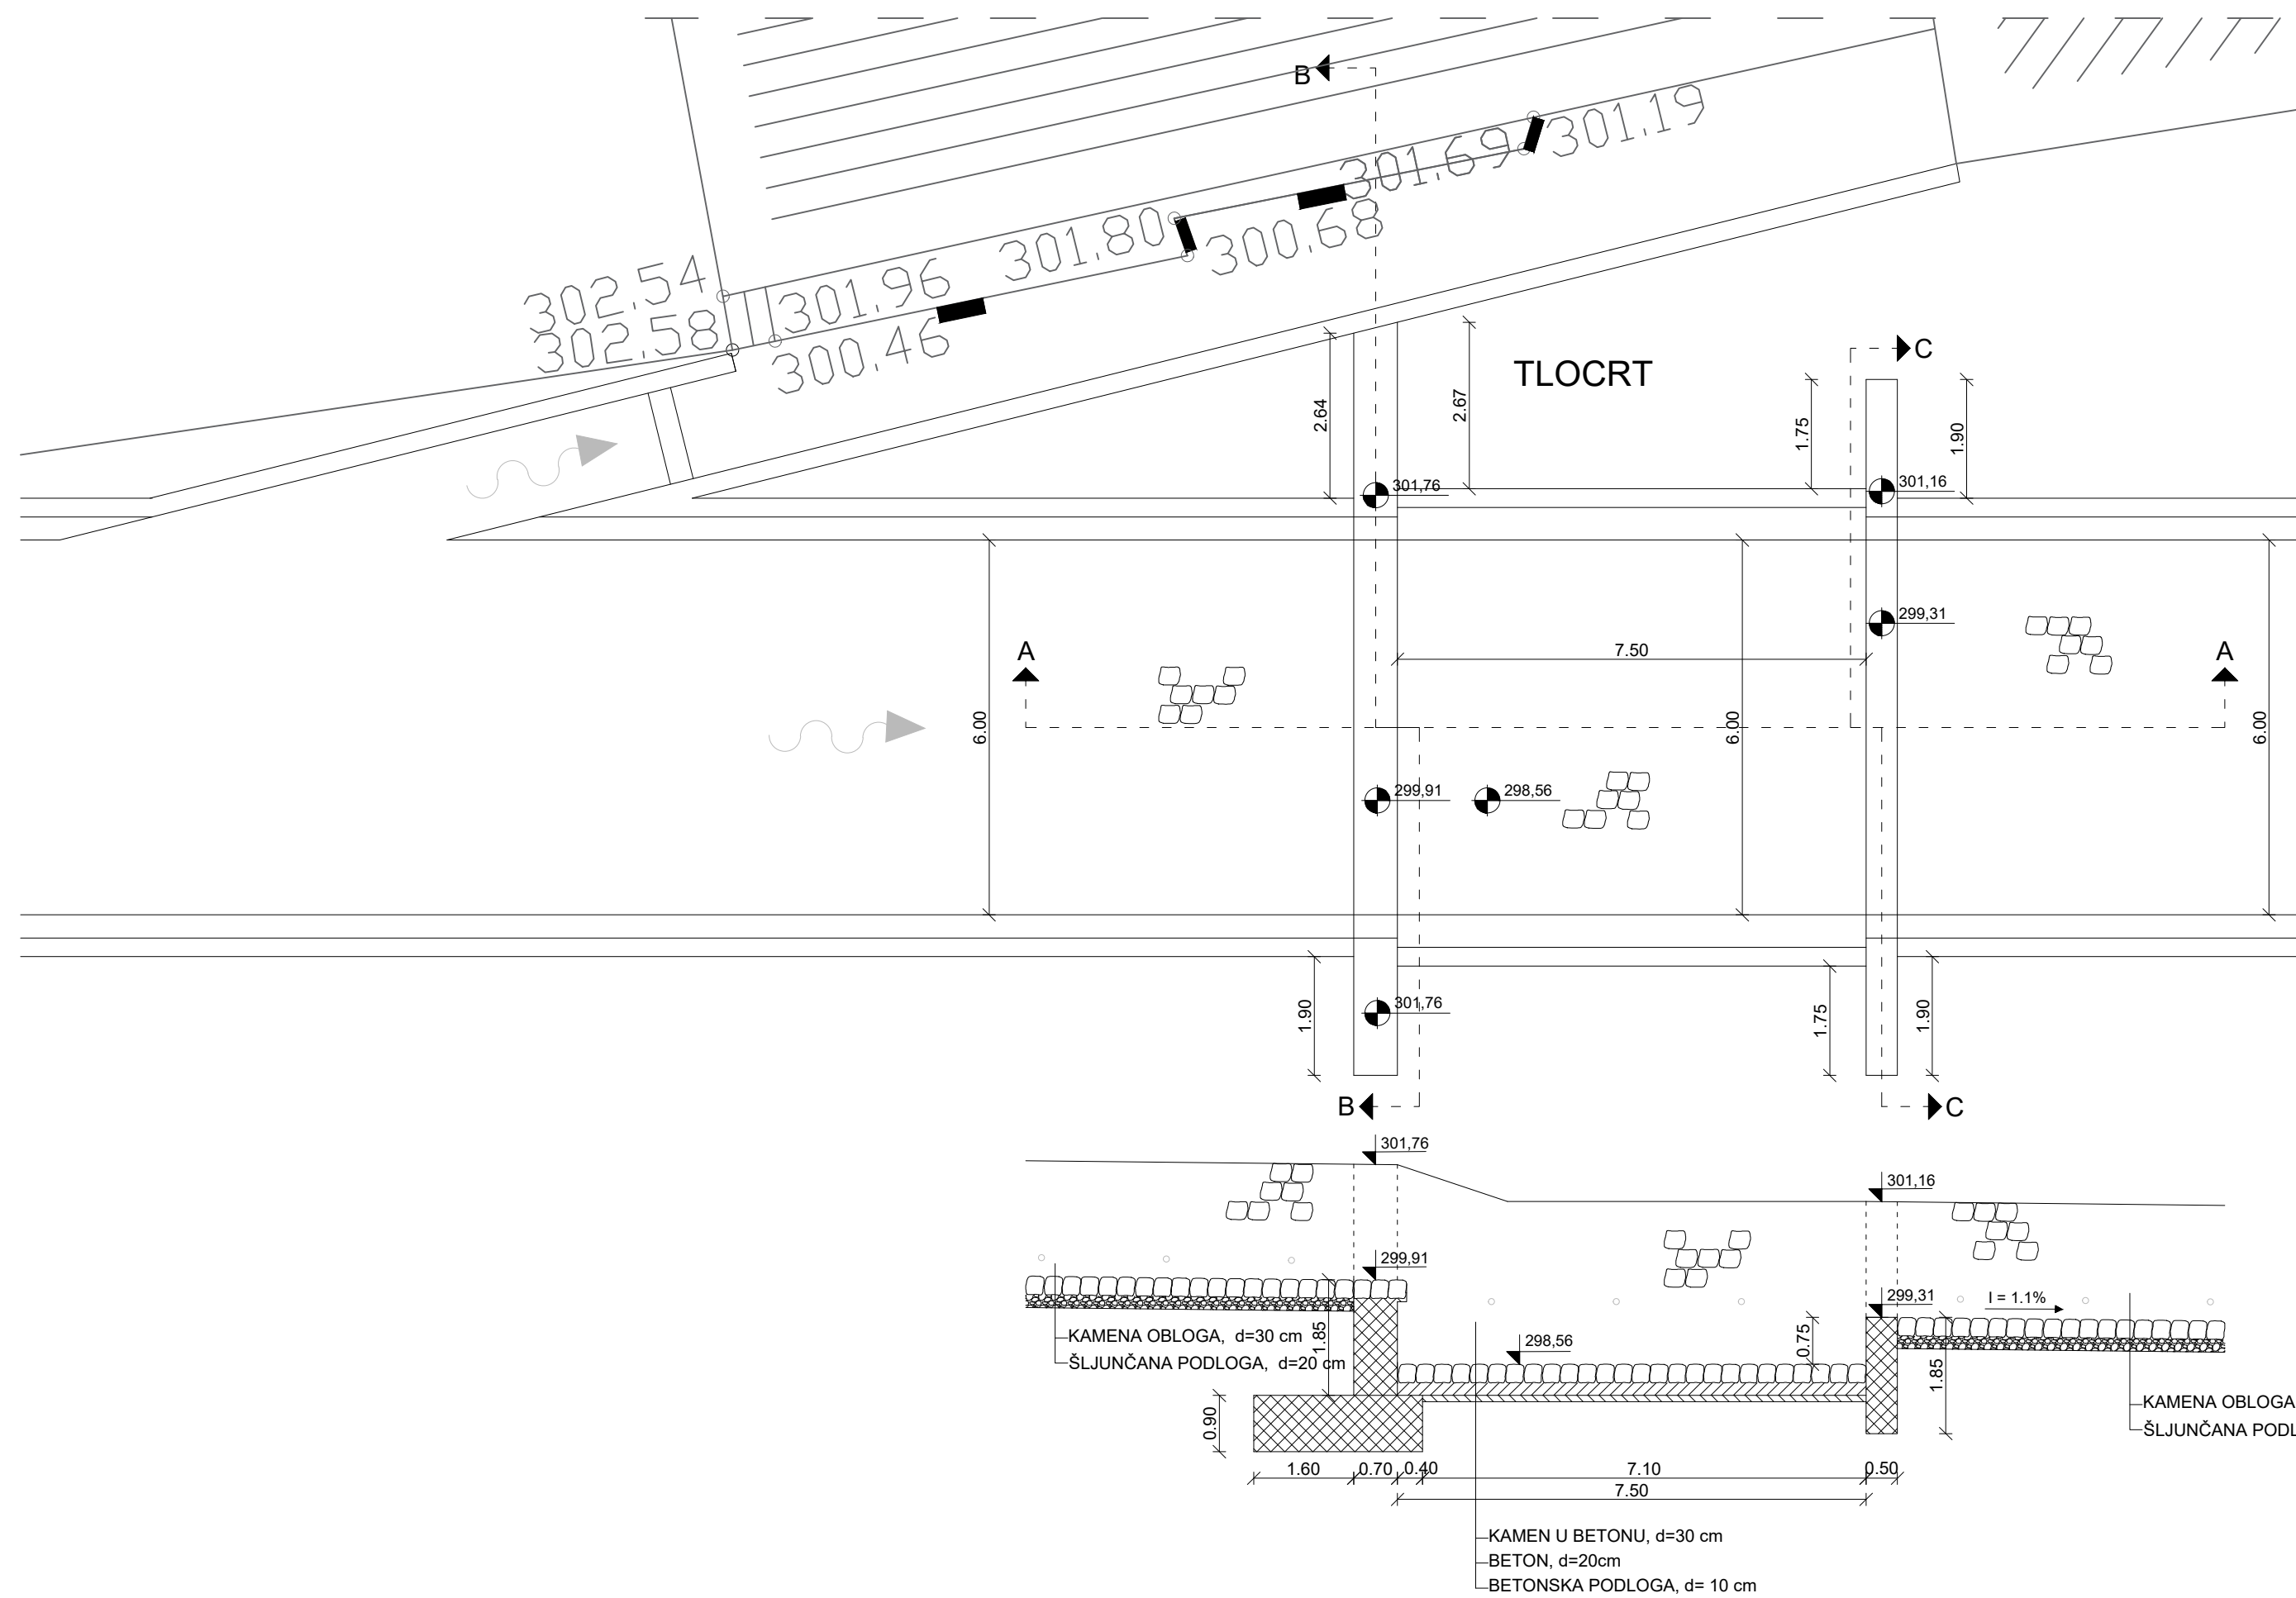 B
301.19
301.69
301.80
300.68
302.54
301.96
302.58
300.46
TLOCRT
C
2.64
2.67
1.75
1.90
301,76
301,16
299,31
7.50
A
A
6.00
6.00
6.00
299,91
298,56
301,76
1.90
1.75
1.90
B
C
301,76
301,16
299,91
299,31
I = 1.1%
KAMENA OBLOGA, d=30 cm
ŠLJUNČANA PODLOGA, d=20 cm
1.85
298,56
0.75
1.85
KAMENA OBLOGA
ŠLJUNČANA PODL
0.90
1.60
0.70
0.40
7.10
0.50
7.50
KAMEN U BETONU, d=30 cm
BETON, d=20cm
BETONSKA PODLOGA, d= 10 cm